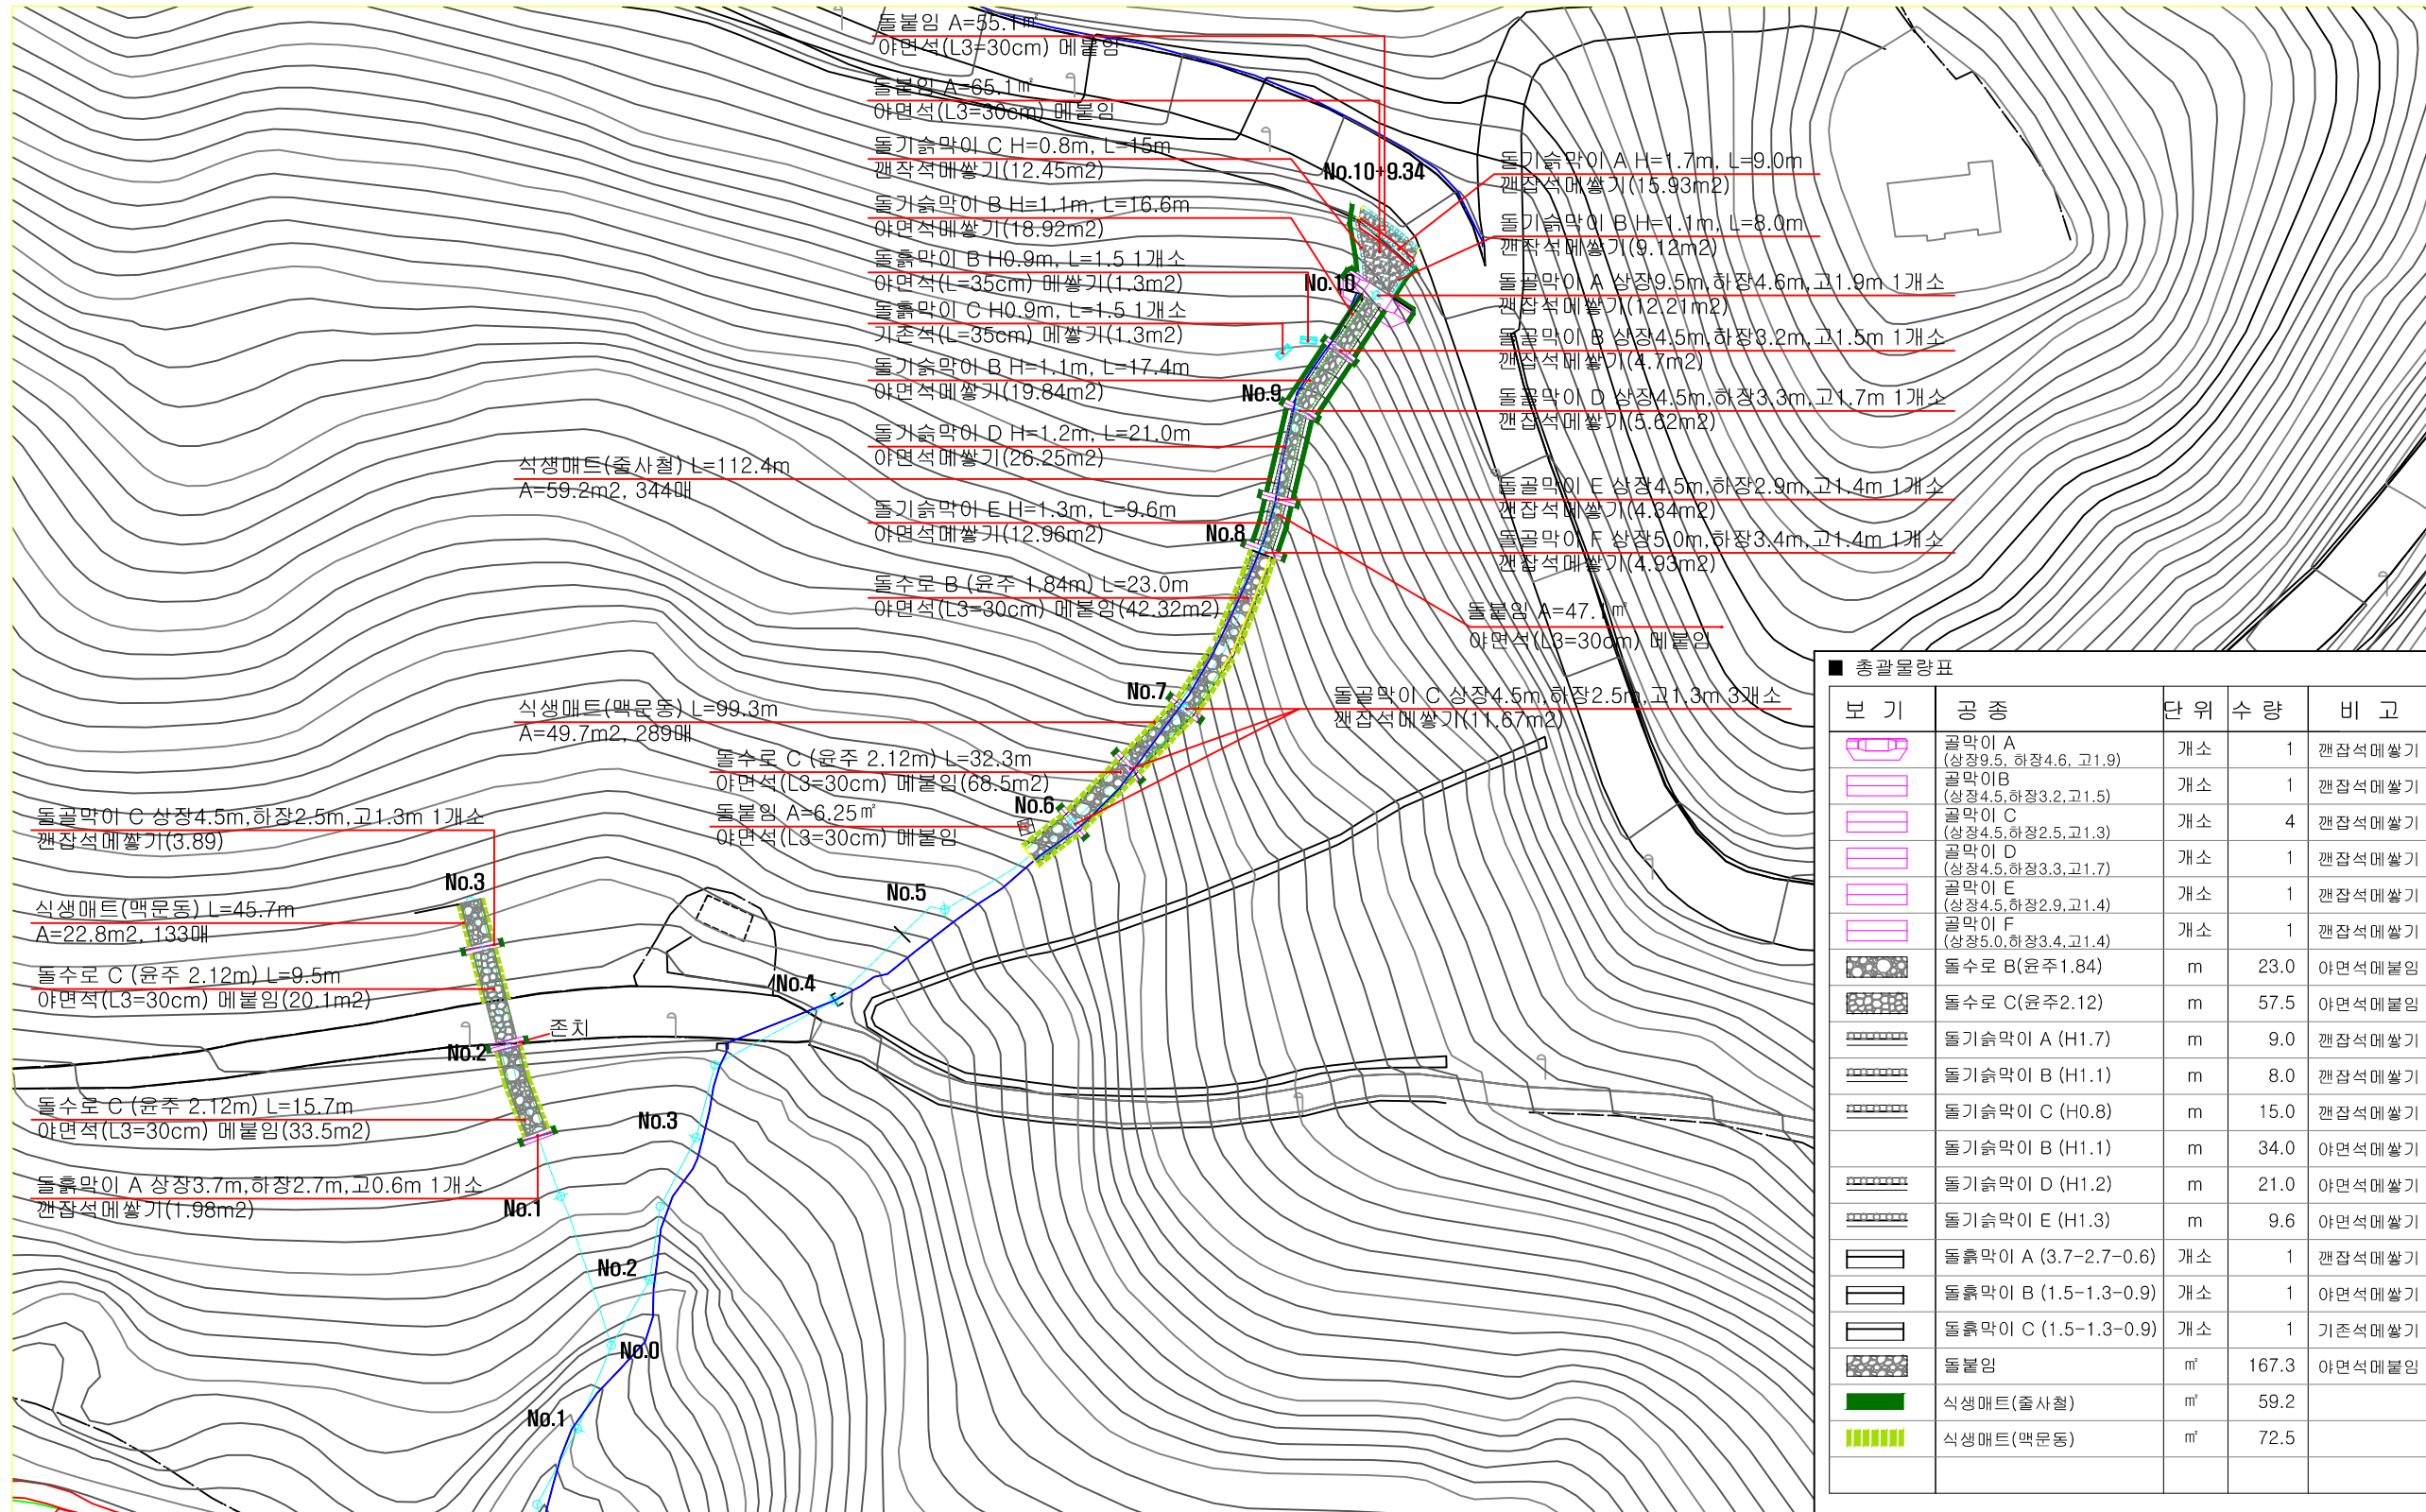 돌붙임 A=55.1㎡
야면석(L3=30cm) 메붙임
돌붙임 A=65.1㎡
야면석(L3=30cm) 메붙임
돌기슭막이 C H=0.8m, L=15m
깬작석메쌓기(12.45m2)
돌기슭막이 B H=1.1m, L=16.6m
야면석메쌓기(18.92m2)
돌흙막이 B H0.9m, L=1.5 1개소
야면석(L=35cm) 메쌓기(1.3m2)
돌흙막이 C H0.9m, L=1.5 1개소
기존석(L=35cm) 메쌓기(1.3m2)
돌기슭막이 B H=1.1m, L=17.4m
야면석메쌓기(19.84m2)
돌기슭막이 D H=1.2m, L=21.0m
야면석메쌓기(26.25m2)
식생매트(줄사철) L=112.4m
A=59.2m2, 344매
돌기슭막이 E H=1.3m, L=9.6m
야면석메쌓기(12.96m2)
돌수로 B (윤주 1.84m) L=23.0m
야면석(L3=30cm) 메붙임(42.32m2)
식생매트(맥문동) L=99.3m
A=49.7m2, 289매
돌수로 C (윤주 2.12m) L=32.3m
야면석(L3=30cm) 메붙임(68.5m2)
돌붙임 A=6.25㎡
야면석(L3=30cm) 메붙임
No.10+9.34
No.10
No.9
No.8
No.7
No.6
No.5
No.4
No.3
No.2
No.0
No.1
돌기슭막이 A H=1.7m, L=9.0m
깬잡석메쌓기(15.93m2)
돌기슭막이 B H=1.1m, L=8.0m
깬작석메쌓기(9.12m2)
돌골막이 A 상장9.5m,하장4.6m,고1.9m 1개소
깬잡석메쌓기(12.21m2)
돌골막이 B 상장4.5m,하장3.2m,고1.5m 1개소
깬잡석메쌓기(4.7m2)
돌골막이 D 상장4.5m,하장3.3m,고1.7m 1개소
깬잡석메쌓기(5.62m2)
돌골막이 E 상장4.5m,하장2.9m,고1.4m 1개소
깬잡석메쌓기(4.34m2)
돌골막이 F 상장5.0m,하장3.4m,고1.4m 1개소
깬잡석메쌓기(4.93m2)
돌붙임 A=47.1㎡
야면석(L3=30cm) 메붙임
돌골막이 C 상장4.5m,하장2.5m,고1.3m 3개소
깬잡석메쌓기(11.67m2)
돌골막이 C 상장4.5m,하장2.5m,고1.3m 1개소
깬잡석메쌓기(3.89)
No.3
식생매트(맥문동) L=45.7m
A=22.8m2, 133매
돌수로 C (윤주 2.12m) L=9.5m
야면석(L3=30cm) 메붙임(20.1m2)
존치
No.2
돌수로 C (윤주 2.12m) L=15.7m
야면석(L3=30cm) 메붙임(33.5m2)
돌흙막이 A 상장3.7m,하장2.7m,고0.6m 1개소
깬잡석메쌓기(1.98m2)
No.1
■ 총괄물량표
보 기 공 종 단 위 수 량 비 고
골막이 A
(상장9.5, 하장4.6, 고1.9) 개소 1 깬잡석메쌓기
골막이B
(상장4.5,하장3.2,고1.5) 개소 1 깬잡석메쌓기
골막이 C
(상장4.5,하장2.5,고1.3) 개소 4 깬잡석메쌓기
골막이 D
(상장4.5,하장3.3,고1.7) 개소 1 깬잡석메쌓기
골막이 E
(상장4.5,하장2.9,고1.4) 개소 1 깬잡석메쌓기
골막이 F
(상장5.0,하장3.4,고1.4) 개소 1 깬잡석메쌓기
돌수로 B(윤주1.84) m 23.0 야면석메붙임
돌수로 C(윤주2.12) m 57.5 야면석메붙임
돌기슭막이 A (H1.7) m 9.0 깬잡석메쌓기
돌기슭막이 B (H1.1) m 8.0 깬잡석메쌓기
돌기슭막이 C (H0.8) m 15.0 깬잡석메쌓기
돌기슭막이 B (H1.1) m 34.0 야면석메쌓기
돌기슭막이 D (H1.2) m 21.0 야면석메쌓기
돌기슭막이 E (H1.3) m 9.6 야면석메쌓기
돌흙막이 A (3.7-2.7-0.6) 개소 1 깬잡석메쌓기
돌흙막이 B (1.5-1.3-0.9) 개소 1 야면석메쌓기
돌흙막이 C (1.5-1.3-0.9) 개소 1 기존석메쌓기
돌붙임 ㎡ 167.3 야면석메붙임
식생매트(줄사철) ㎡ 59.2
식생매트(맥문동) ㎡ 72.5